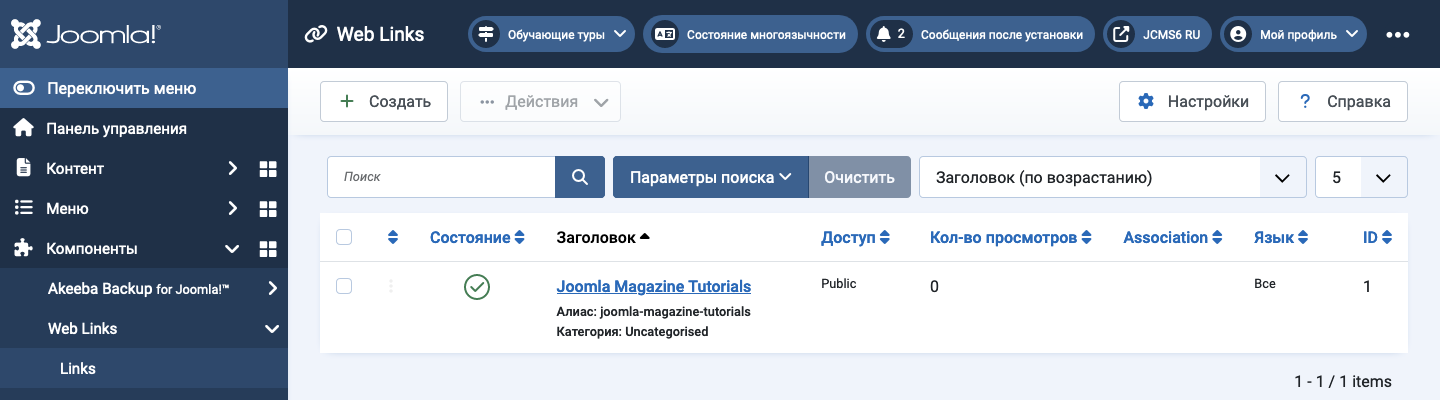 Joomla!®
Web Links
Обучающие туры
Состояние многоязычности
2 Сообщения после установки
JCMS6 RU
Мой профиль
Переключить меню
Панель управления
Контент
Меню
Компоненты
Akeeba Backup for Joomla!™
Web Links
Links
Создать
Действия
Настройки
? Справка
Поиск
Параметры поиска
Очистить
Заголовок (по возрастанию)
5
Состояние Заголовок Доступ Кол-во просмотров Association Язык ID
Joomla Magazine Tutorials Public 0 Все 1
Алиас: joomla-magazine-tutorials
Категория: Uncategorised
1 - 1 / 1 items